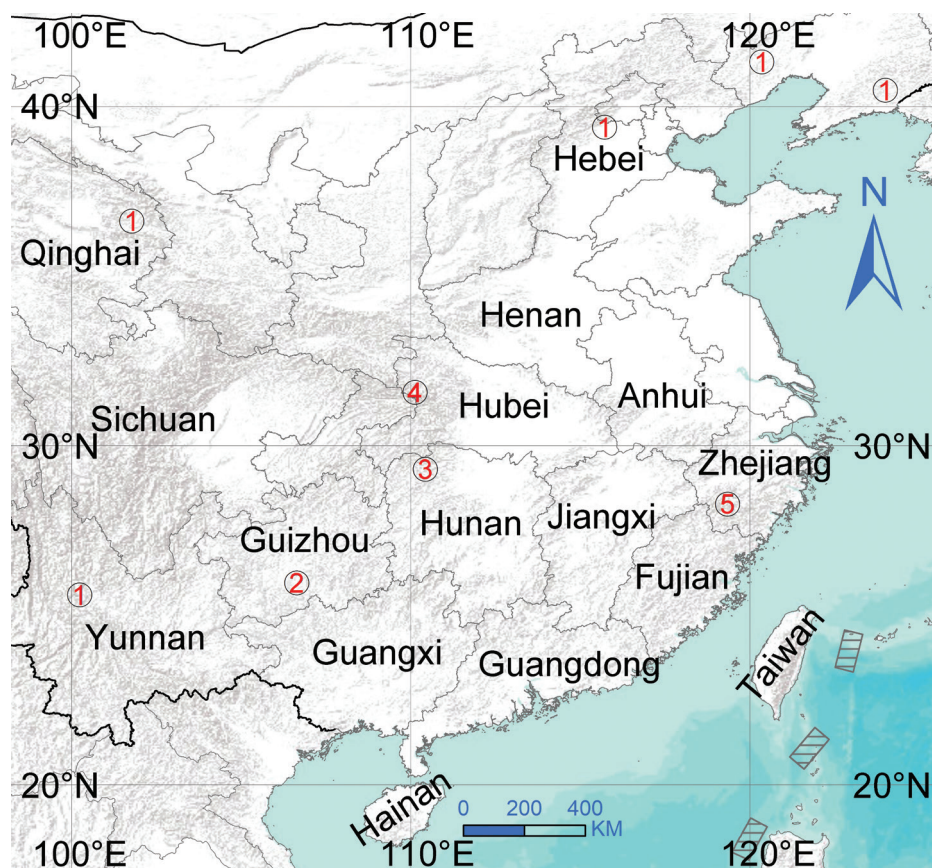 100°E 110°E 120°E
1
1
40°N 40°N
1
Hebei
1
Qinghai
N
Henan
4
Hubei
Anhui
Sichuan
30°N 30°N
Zhejiang
3
5
Hunan
Jiangxi
Guizhou
2
Fujian
1
Yunnan
Guangxi
Guangdong
Taiwan
20°N 20°N
Hainan
0 200 400
KM
100°E 110°E 120°E